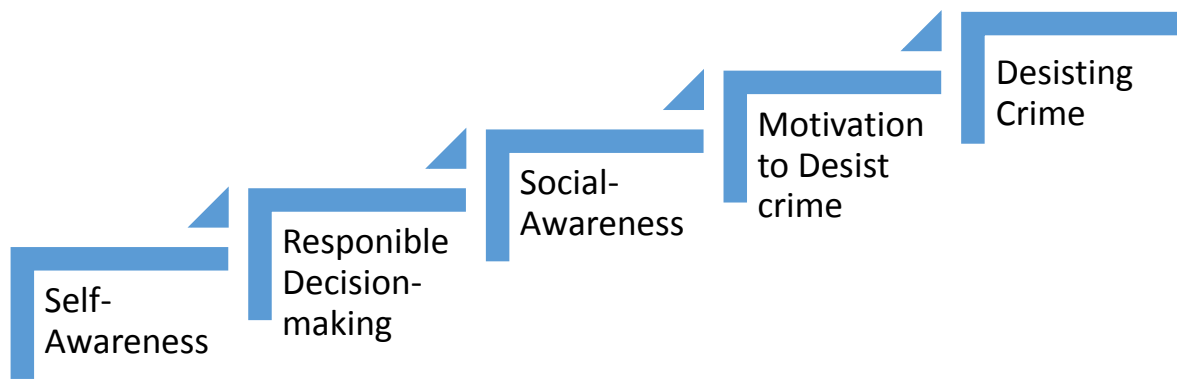 Self-
Awareness
Responible
Decision-
making
Social-
Awareness
Motivation
to Desist
crime
Desisting
Crime